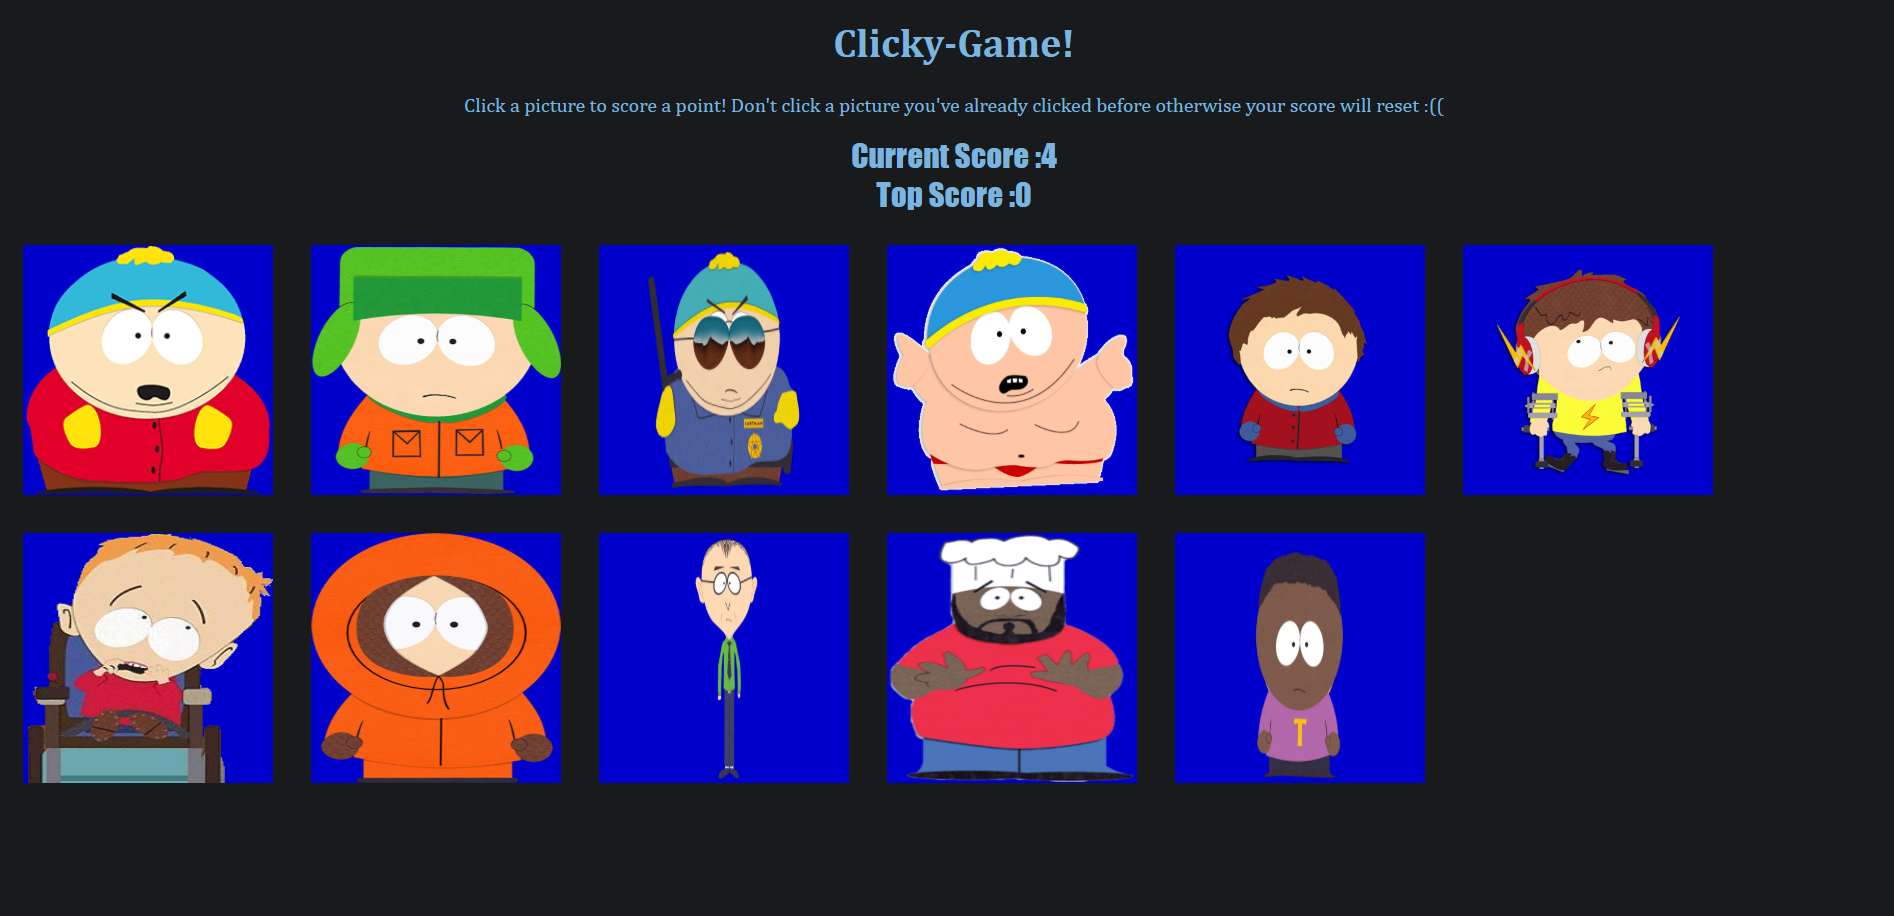 Clicky-Game!
Click a picture to score a point! Don't click a picture you've already clicked before otherwise your score will reset :((
Current Score :4
Top Score :0
T